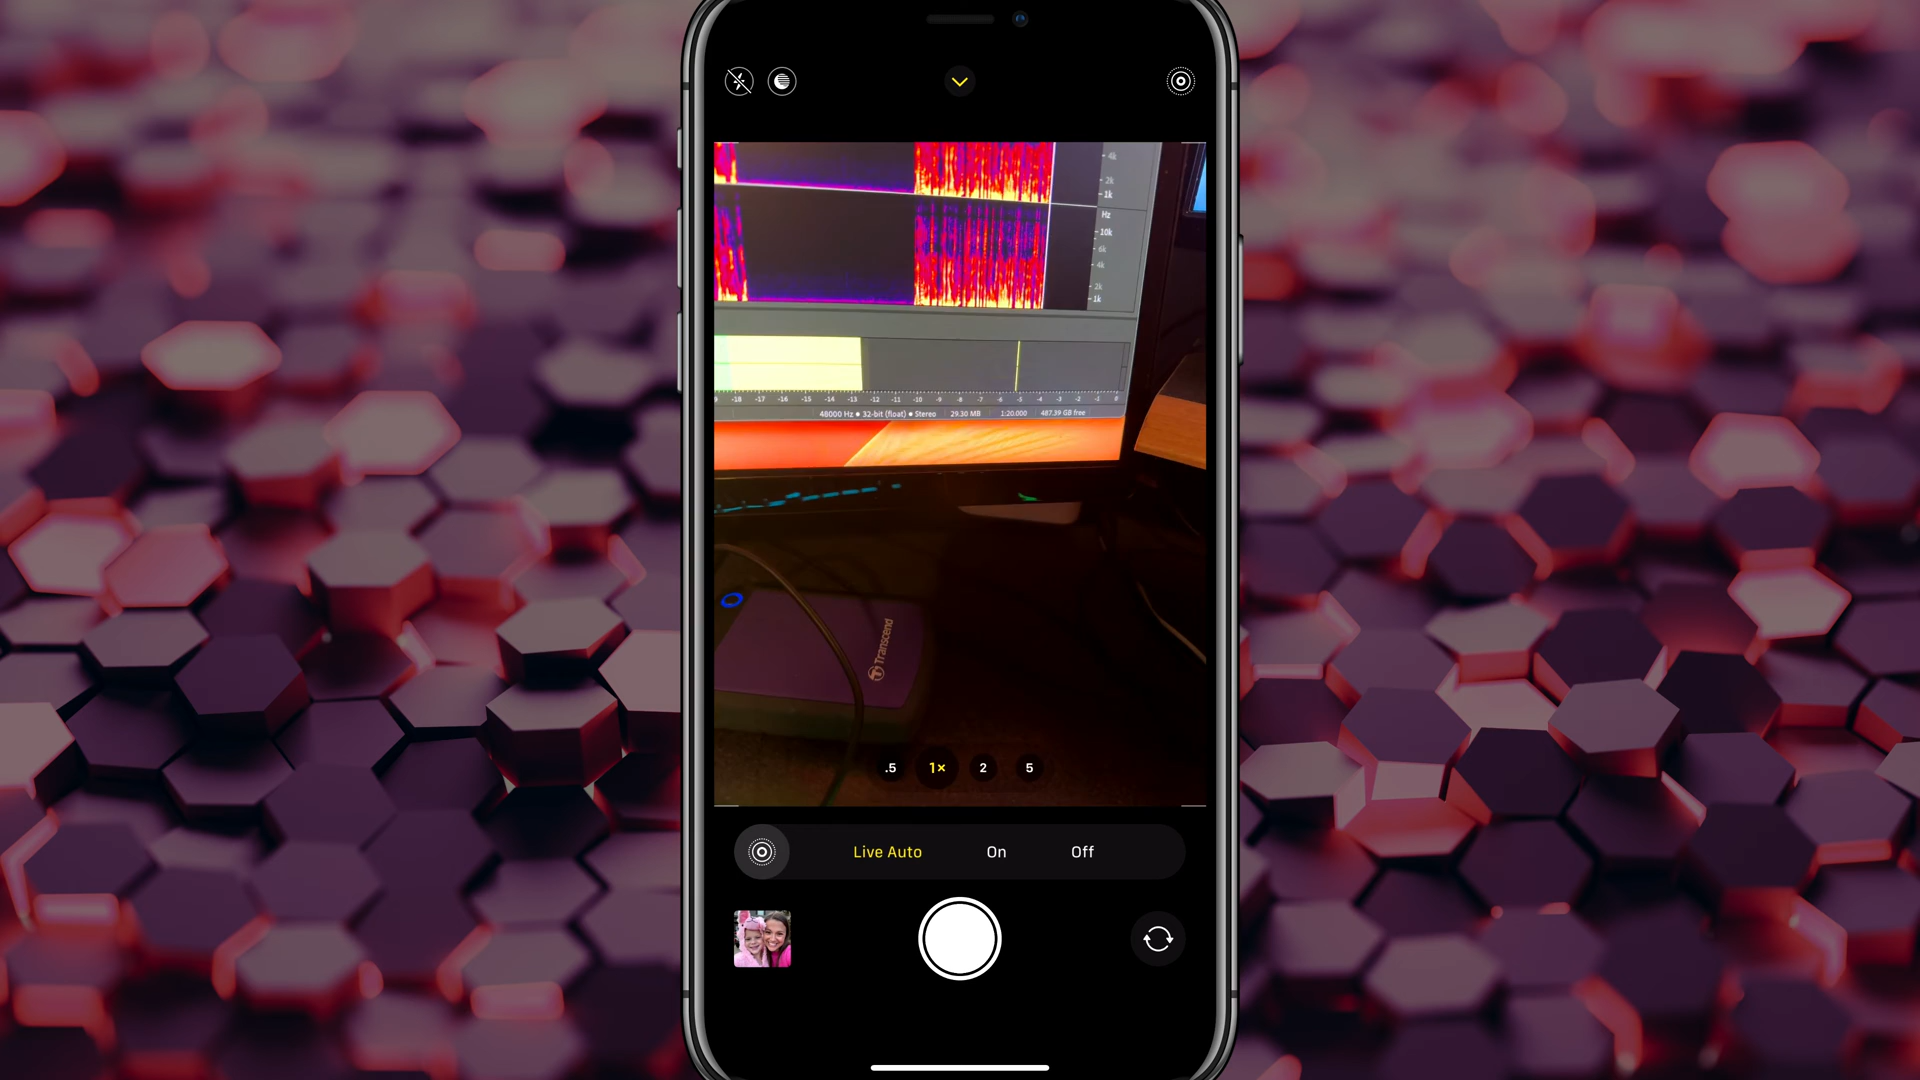 4k
2k
1k
Hz
10k
6k
4k
2k
1k
-18 -17 -16 -15 -14 -13 -12 -11 -10 -9 -8 -7 -6 -5 -4 -3 -2 -1 0
48000 Hz • 32-bit (float) • Stereo 29.30 MB 1:20.000 487.39 GB free
Transcend
.5 1× 2 5
Live Auto On Off